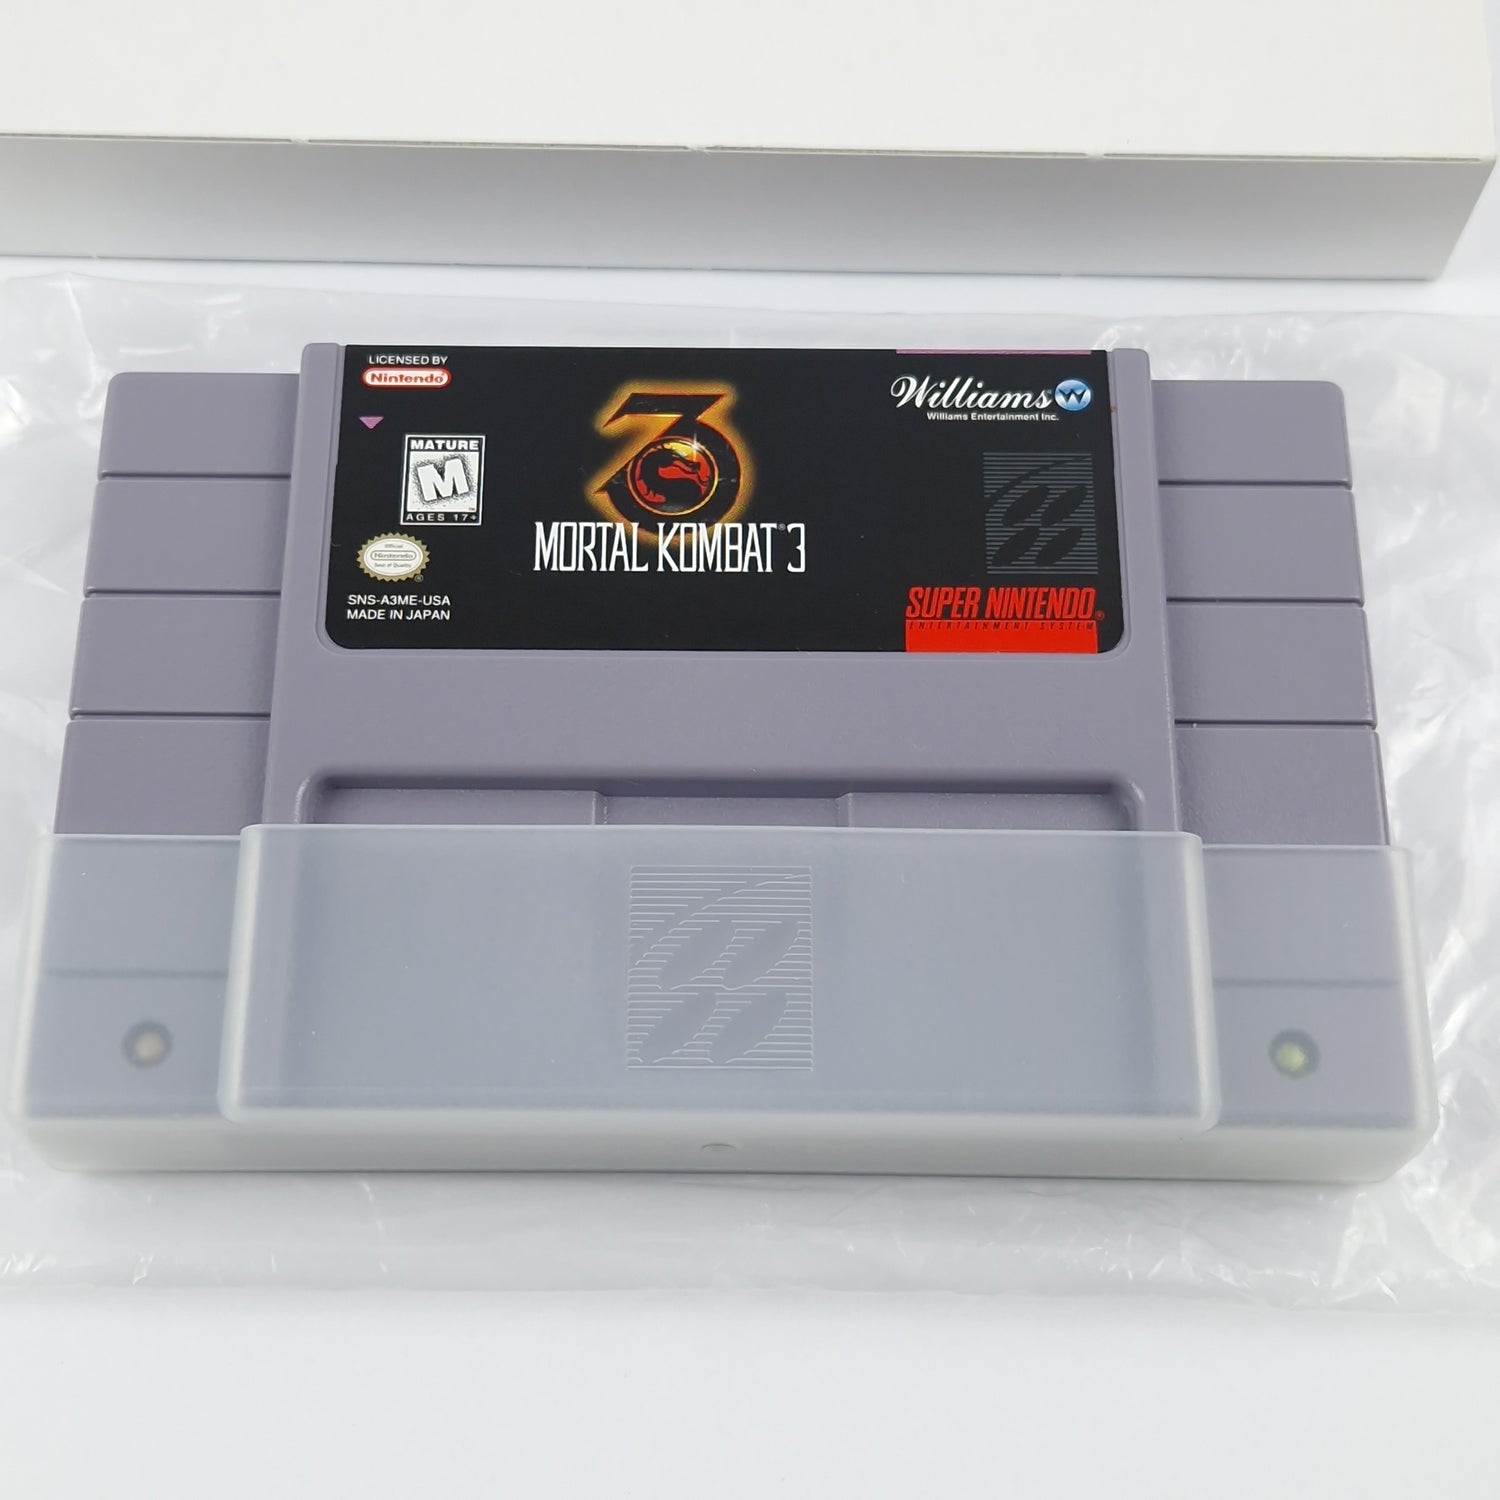 LICENSED BY
Nintendo®
MATURE
M
AGES 17+
Official
Nintendo
Seal of Quality
SNS-A3ME-USA
MADE IN JAPAN
3
MORTAL KOMBAT® 3
Williams
W
Williams Entertainment Inc.
SUPER NINTENDO®
ENTERTAINMENT SYSTEM